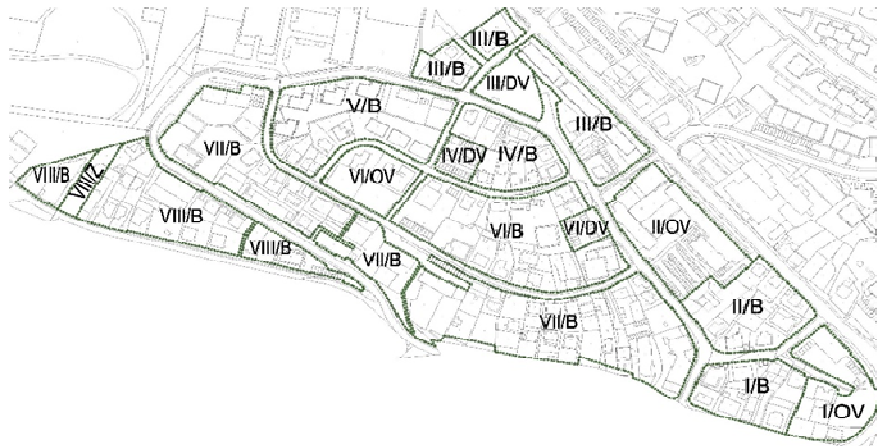 III/B
III/B
III/DV
V/B
III/B
VII/B
IV/DV
IV/B
VIII/B
VIII/Z
VI/OV
VIII/B
VI/B
VI/DV
II/OV
VIII/B
VII/B
II/B
VII/B
I/B
I/OV